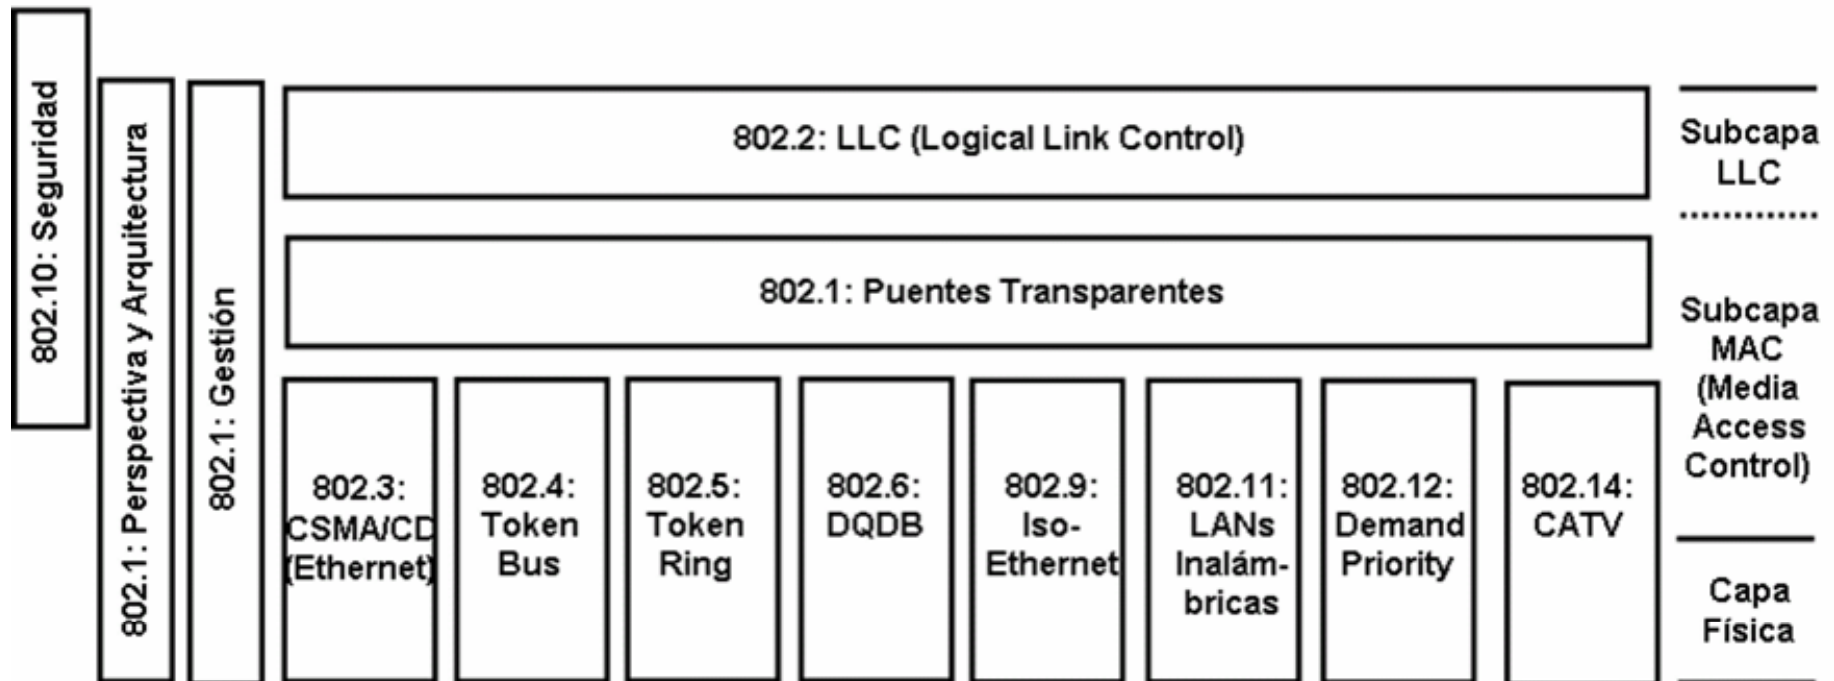 802.10: Seguridad
802.1: Perspectiva y Arquitectura
802.1: Gestión
802.2: LLC (Logical Link Control)
802.1: Puentes Transparentes
802.3:
CSMA/CD
(Ethernet)
802.4:
Token
Bus
802.5:
Token
Ring
802.6:
DQDB
802.9:
Iso-
Ethernet
802.11:
LANs
Inalám-
bricas
802.12:
Demand
Priority
802.14:
CATV
Subcapa
LLC
Subcapa
MAC
(Media
Access
Control)
Capa
Física